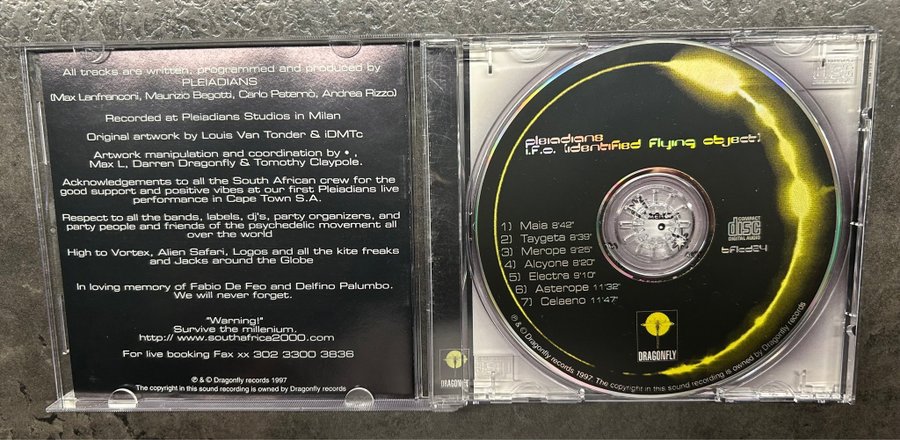 All tracks are written, programmed and produced by
PLEIADIANS
(Max Lanfranconi, Maurizio Begotti, Carlo Paternò, Andrea Rizzo)
Recorded at Pleiadians Studios in Milan
Original artwork by Louis Van Tonder & iDMTc
Artwork manipulation and coordination by • ,
Max L, Darren Dragonfly & Tomothy Claypole.
Acknowledgements to all the South African crew for the
good support and positive vibes at our first Pleiadians live
performance in Cape Town S.A.
Respect to all the bands, labels, dj's, party organizers, and
party people and friends of the psychedelic movement all
over the world
High to Vortex, Alien Safari, Logos and all the kite freaks
and Jacks around the Globe
In loving memory of Fabio De Feo and Delfino Palumbo.
We will never forget.
"Warning!"
Survive the millenium.
http:// www.southafrica2000.com
For live booking Fax xx 302 3300 3836
℗ & © Dragonfly records 1997
The copyright in this sound recording is owned by Dragonfly records
DRAGONFLY
pleiadians
i.f.o. (identified flying object)
1) Maia 9'42"
2) Taygeta 8'39"
3) Merope 9'25"
4) Alcyone 8'20"
5) Electra 9'10"
6) Asterope 11'32"
7) Celaeno 11'47"
COMPACT
disc
DIGITAL AUDIO
bflcd24
DRAGONFLY
℗ & © Dragonfly records 1997 The copyright in this sound recording is owned by Dragonfly records